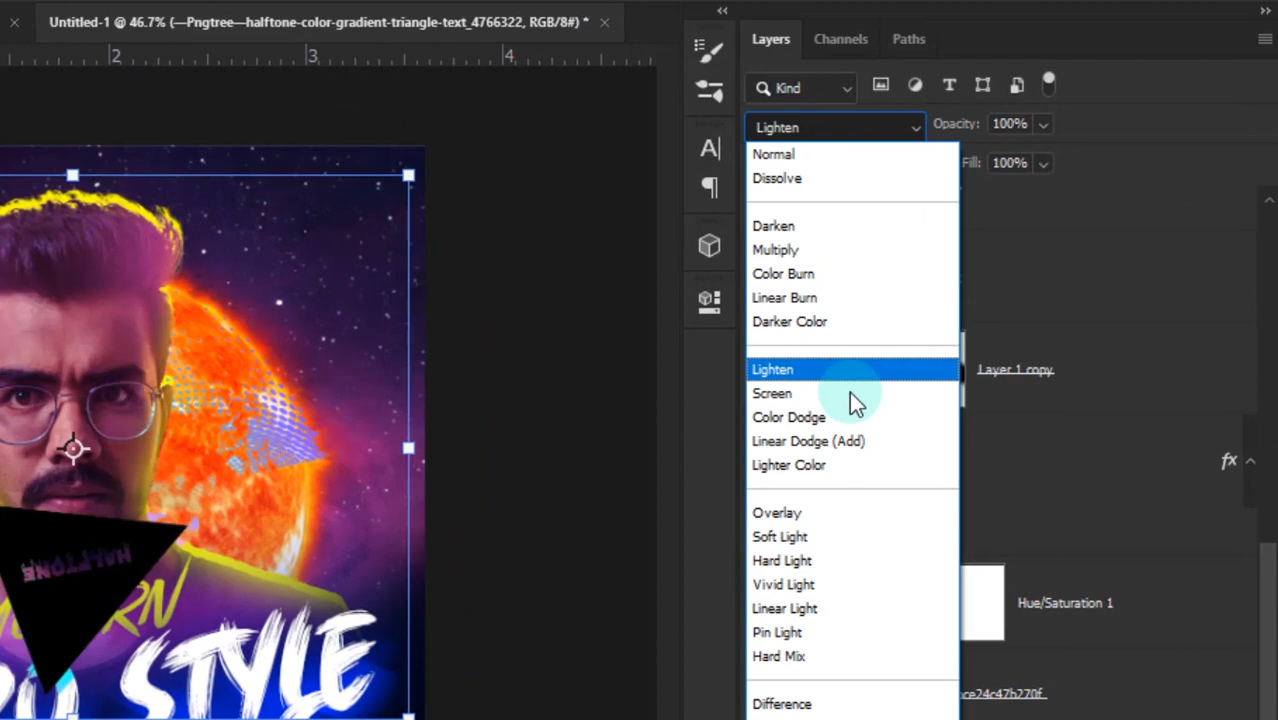 Untitled-1 @ 46.7% (—Pngtree—halftone-color-gradient-triangle-text_4766322, RGB/8#) *
2 3 4
Layers Channels Paths
Kind
Lighten Opacity: 100%
Fill: 100%
Normal
Dissolve
Darken
Multiply
Color Burn
Linear Burn
Darker Color
Lighten
Screen
Color Dodge
Linear Dodge (Add)
Lighter Color
Overlay
Soft Light
Hard Light
Vivid Light
Linear Light
Pin Light
Hard Mix
Difference
Layer 1 copy
fx
Hue/Saturation 1
nce24c47b270f
HALFTONE
RN
STYLE